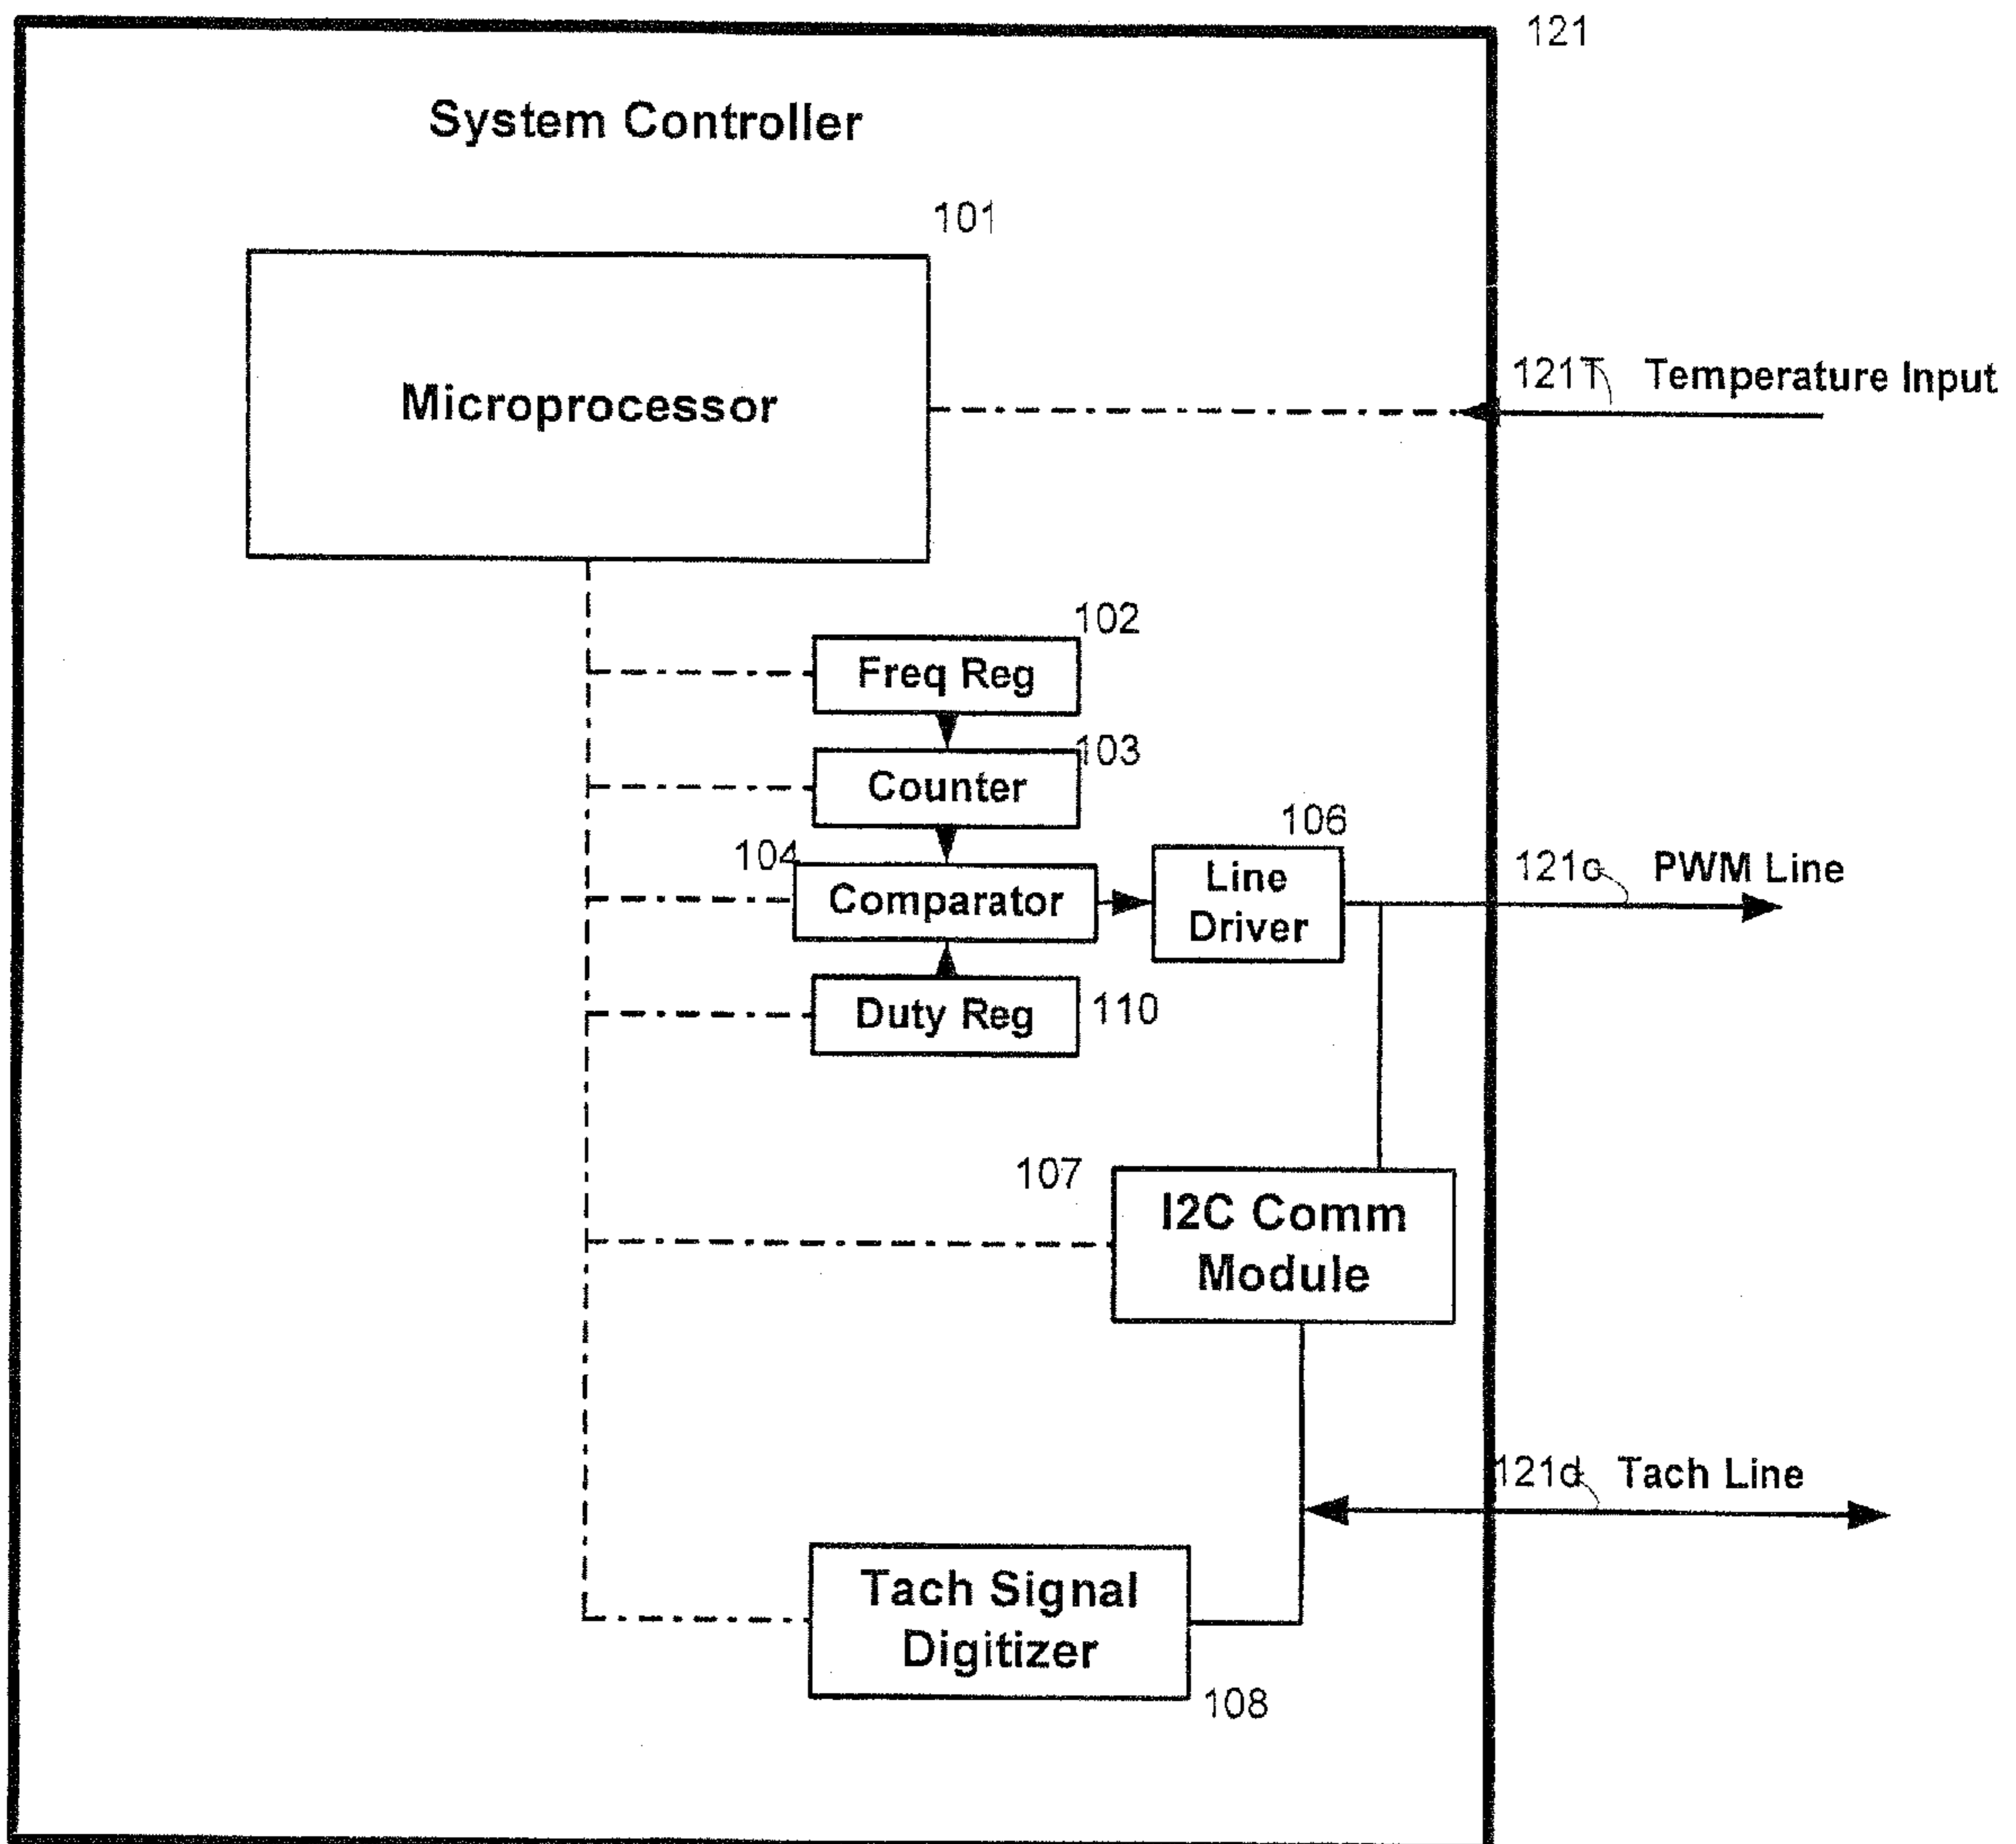 121
System Controller
101
Microprocessor
121T Temperature Input
102
Freq Reg
103
Counter
104
Comparator
106
Line
Driver
121c PWM Line
Duty Reg
110
107
I2C Comm
Module
121d Tach Line
Tach Signal
Digitizer
108